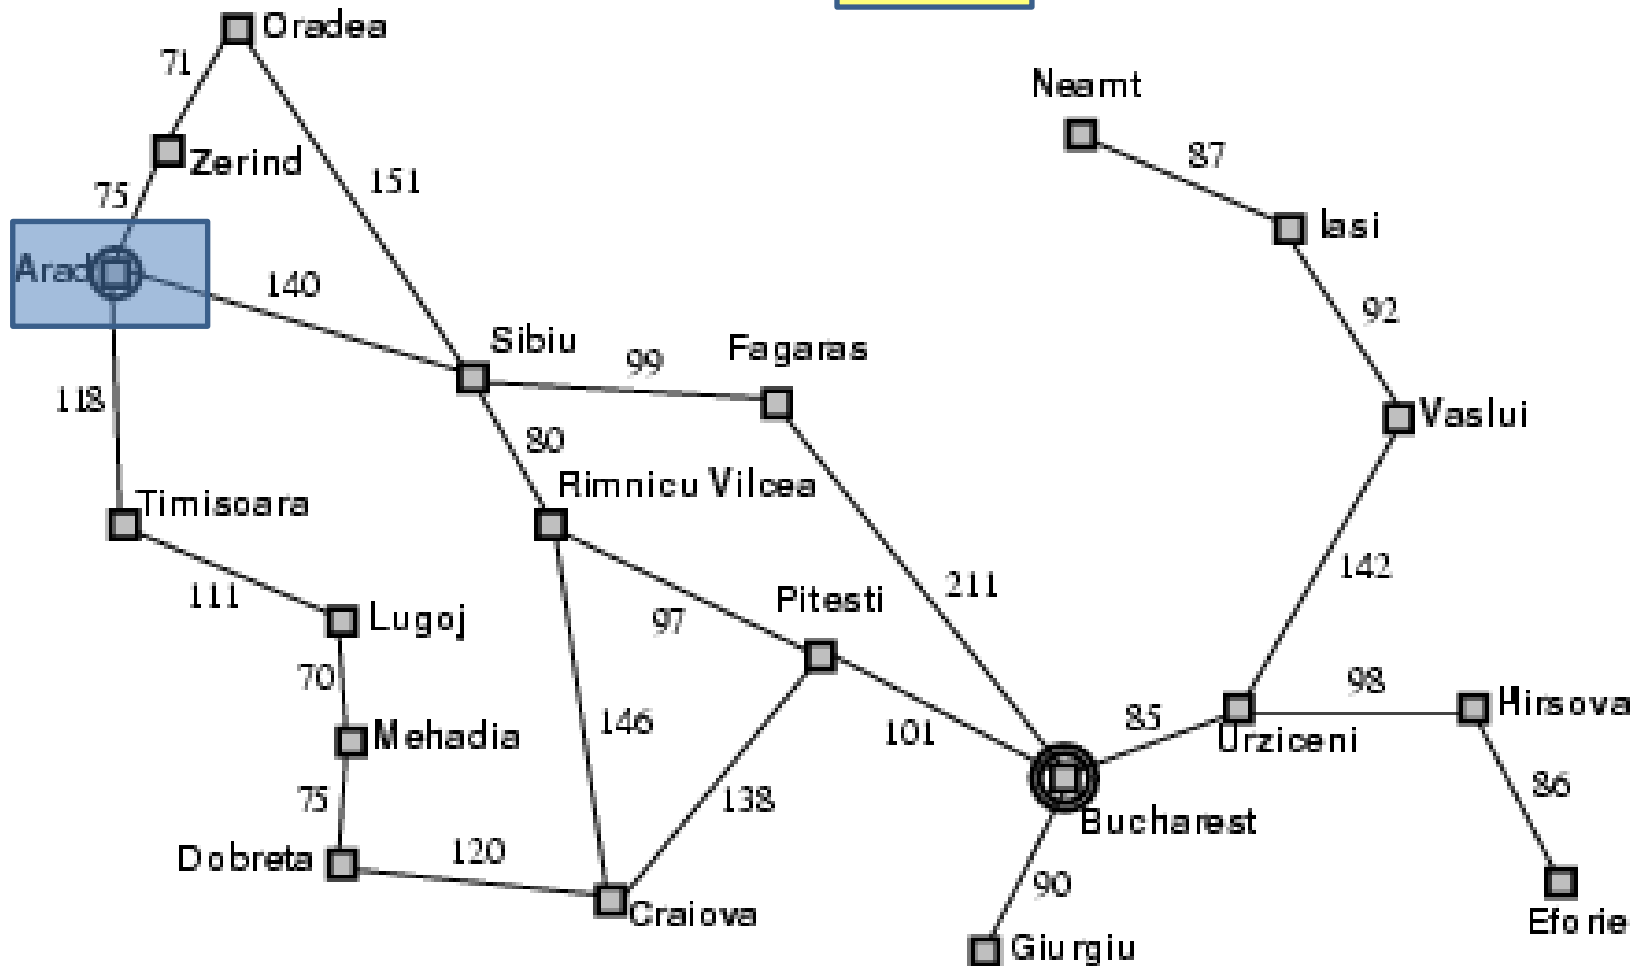 Oradea
71
Neamt
87
Zerind
151
75
Iasi
Arad
140
92
Sibiu
99
Fagaras
118
Vaslui
80
Rimnicu Vilcea
Timisoara
142
111
Pitesti
211
Lugoj
97
70
98
Hirsova
146
85
Mehadia
101
Urziceni
86
75
138
Bucharest
Dobreta
120
90
Craiova
Eforie
Giurgiu